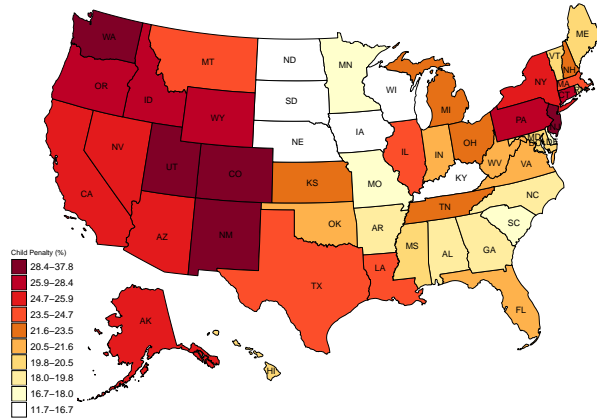 WA
ME
VT
ND
MT
MN
NH
OR
ID
SD
WI
MI
NY
MA
CT
WY
IA
PA
NE
NV
UT
CO
IL
IN
OH
MD
DE
WV
VA
CA
KS
MO
KY
NC
AZ
NM
OK
AR
TN
SC
MS
AL
GA
LA
TX
FL
AK
HI
Child Penalty (%)
28.4–37.8
25.9–28.4
24.7–25.9
23.5–24.7
21.6–23.5
20.5–21.6
19.8–20.5
18.0–19.8
16.7–18.0
11.7–16.7